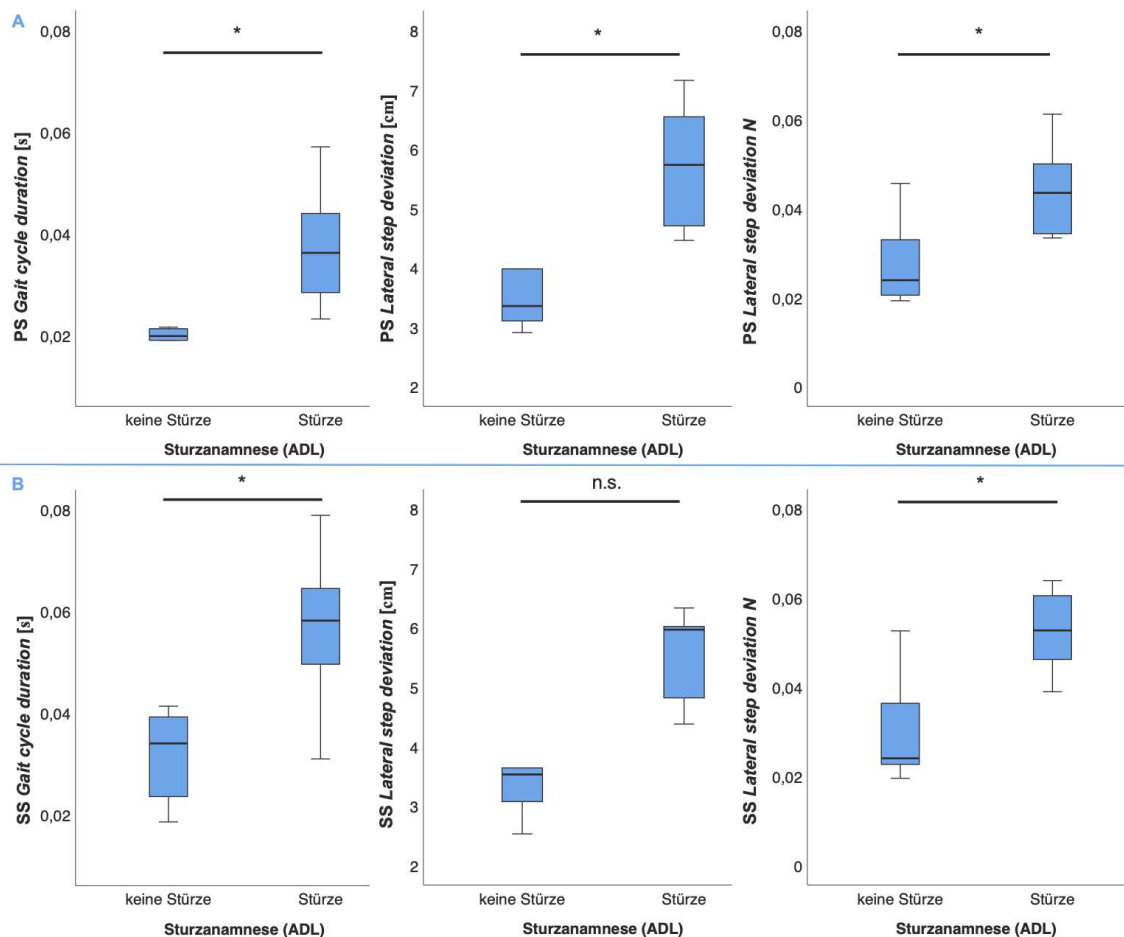 A
*
PS Gait cycle duration [s]
0,08
0,06
0,04
0,02
keine Stürze
Stürze
Sturzanamnese (ADL)
*
PS Lateral step deviation [cm]
8
7
6
5
4
3
2
keine Stürze
Stürze
Sturzanamnese (ADL)
*
PS Lateral step deviation N
0,08
0,06
0,04
0,02
0
keine Stürze
Stürze
Sturzanamnese (ADL)
B
*
SS Gait cycle duration [s]
0,08
0,06
0,04
0,02
keine Stürze
Stürze
Sturzanamnese (ADL)
n.s.
SS Lateral step deviation [cm]
8
7
6
5
4
3
2
keine Stürze
Stürze
Sturzanamnese (ADL)
*
SS Lateral step deviation N
0,08
0,06
0,04
0,02
0
keine Stürze
Stürze
Sturzanamnese (ADL)